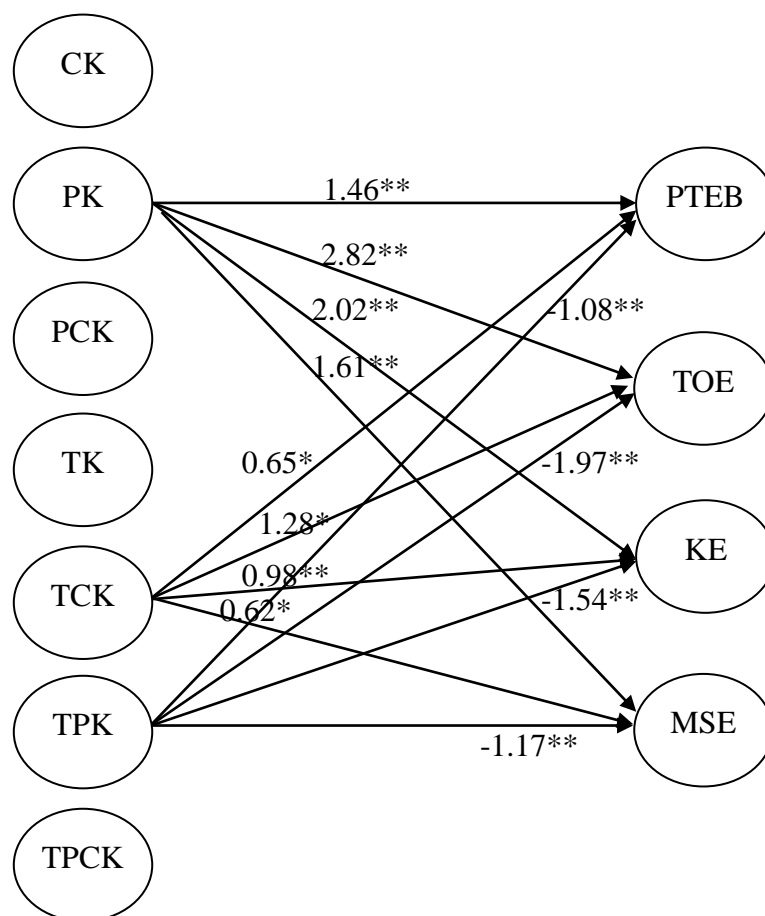 CK
PK
PCK
TK
TCK
TPK
TPCK
1.46**
2.82**
2.02**
1.61**
-1.08**
0.65*
1.28*
0.98**
0.62*
-1.97**
-1.54**
-1.17**
PTEB
TOE
KE
MSE